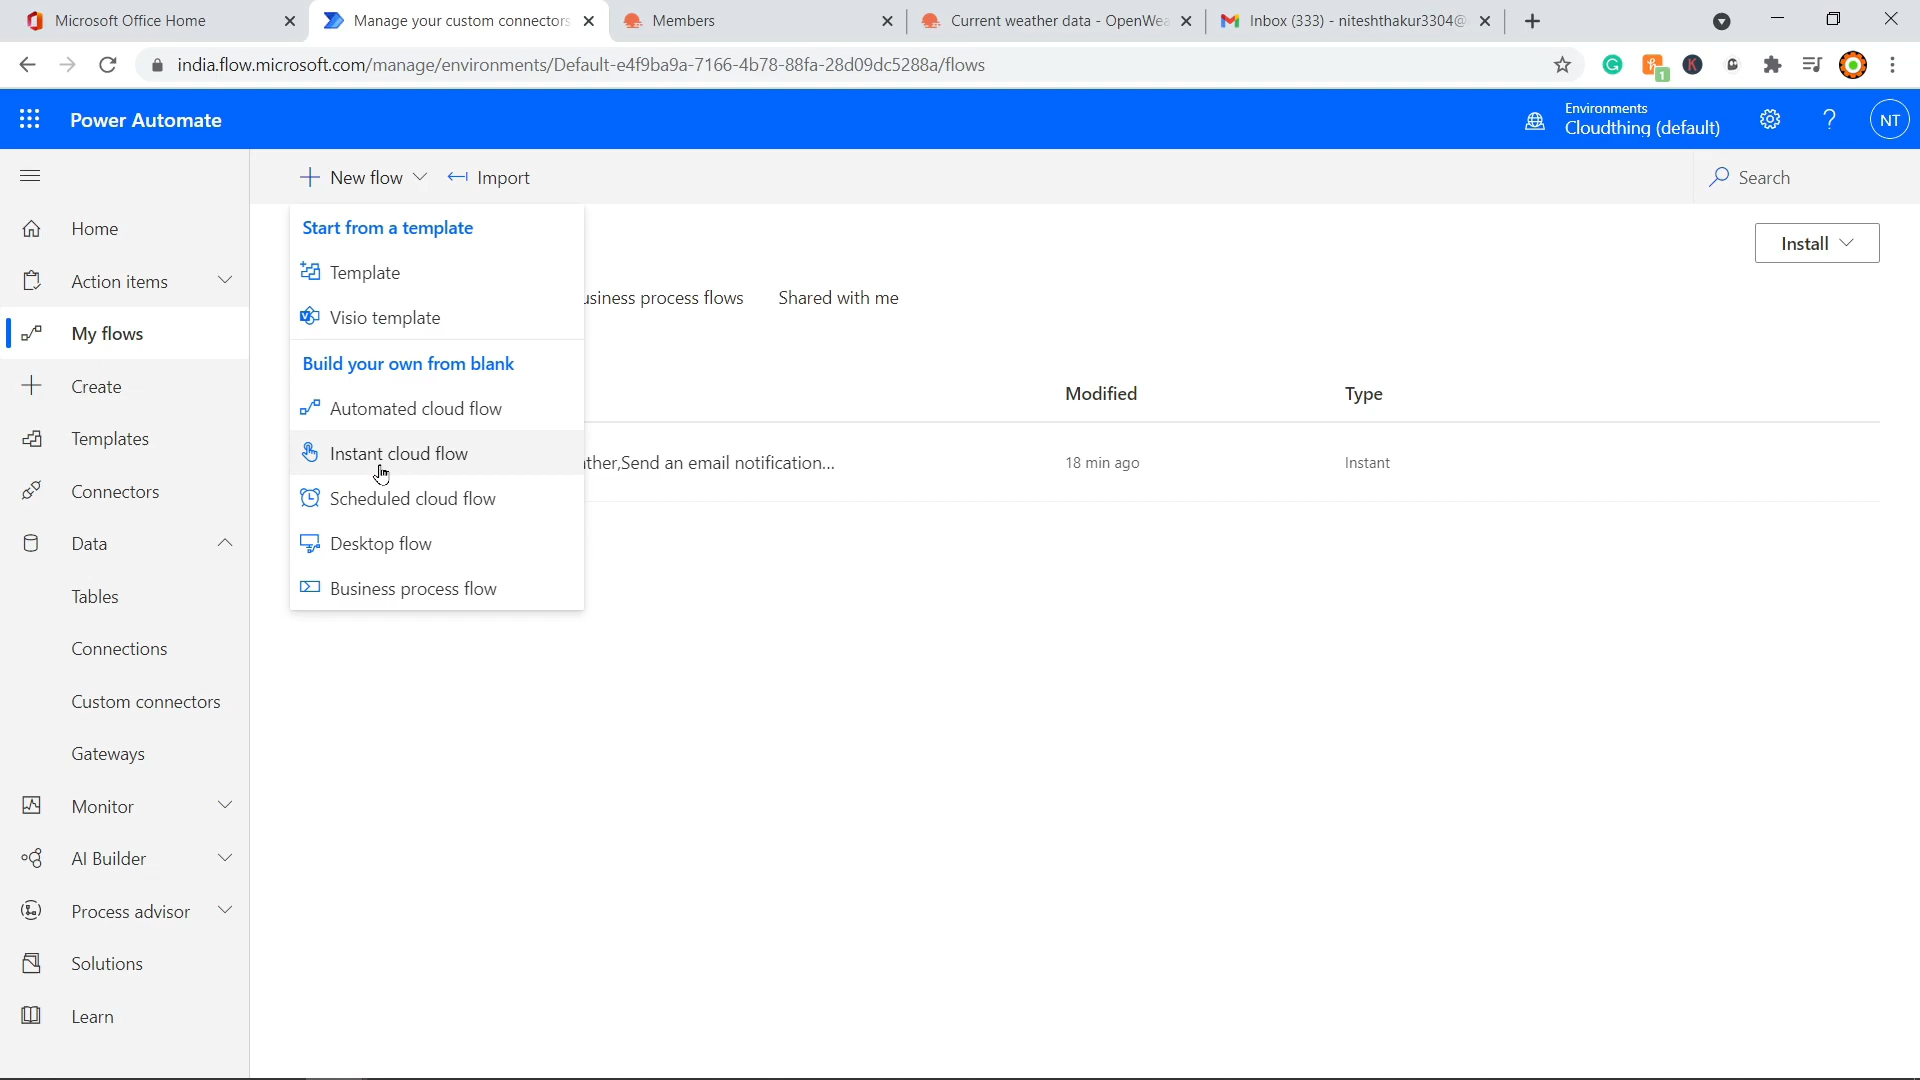 Microsoft Office Home
Manage your custom connectors
Members
Current weather data - OpenWea
Inbox (333) - niteshthakur3304@
india.flow.microsoft.com/manage/environments/Default-e4f9ba9a-7166-4b78-88fa-28d09dc5288a/flows
1
Power Automate
Environments
Cloudthing (default)
?
NT
New flow
Import
Search
Home
Action items
My flows
Create
Templates
Connectors
Data
Tables
Connections
Custom connectors
Gateways
Monitor
AI Builder
Process advisor
Solutions
Learn
Start from a template
Template
Visio template
Build your own from blank
Automated cloud flow
Instant cloud flow
Scheduled cloud flow
Desktop flow
Business process flow
Install
usiness process flows
Shared with me
Modified
Type
ther,Send an email notification...
18 min ago
Instant